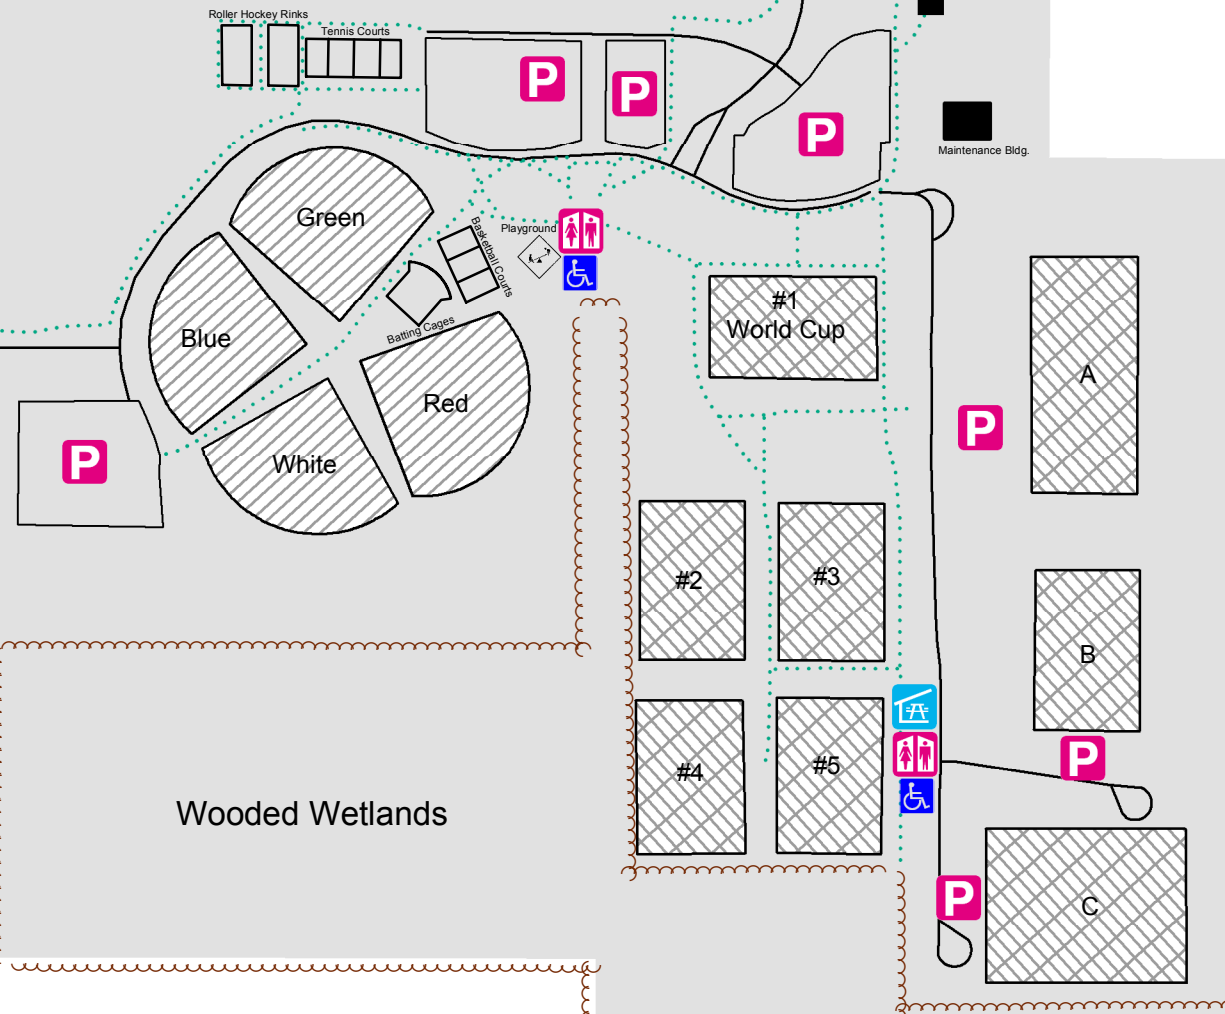 Roller Hockey Rinks
Tennis Courts
P
P
P
Maintenance Bldg.
Green
Basketball Courts
Playground
Blue
Batting Cages
#1
World Cup
A
Red
P
White
P
#2
#3
B
#4
#5
P
Wooded Wetlands
P
C